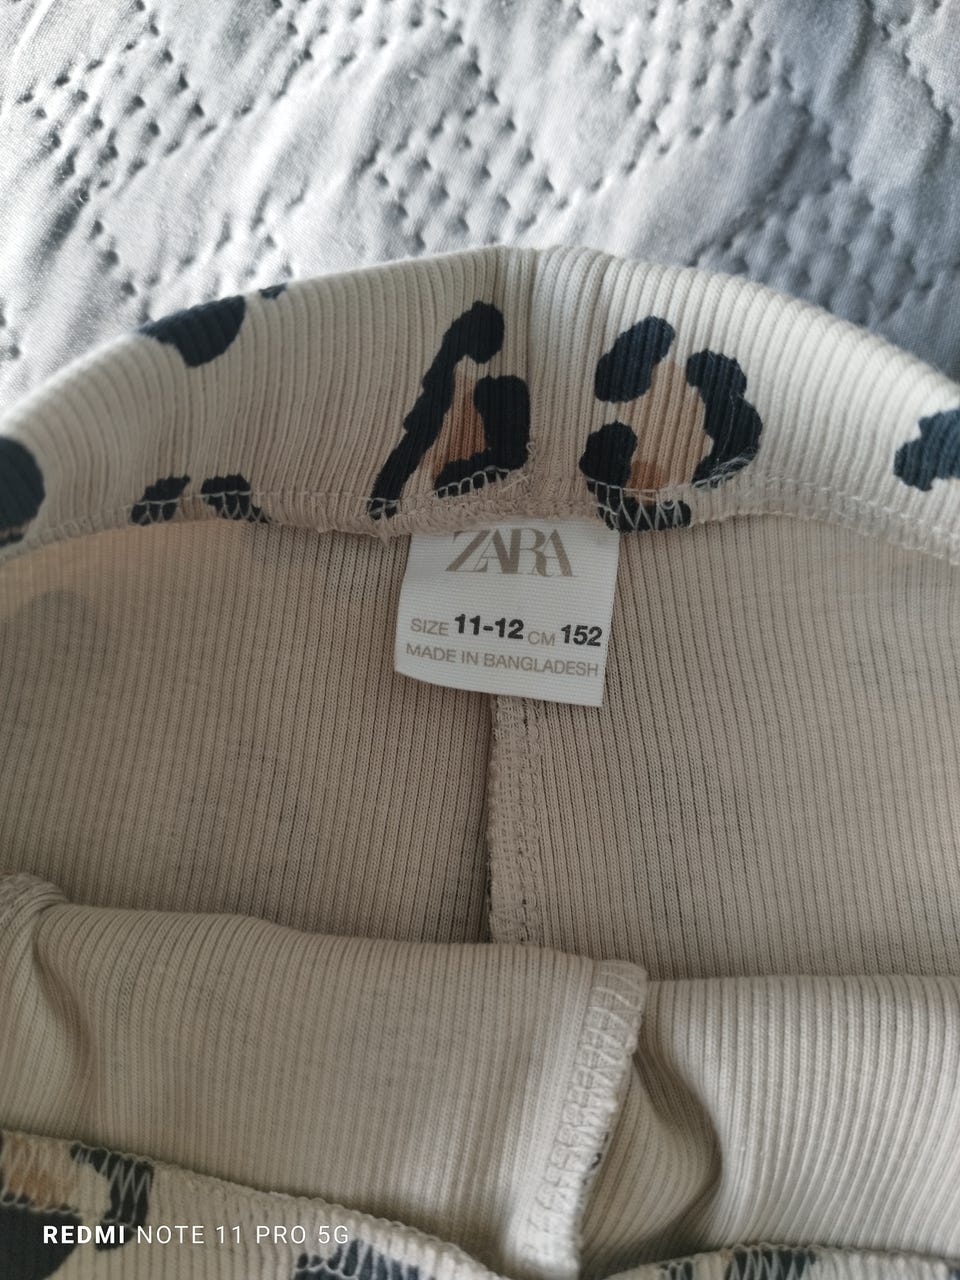 ZARA
SIZE 11-12 CM 152
MADE IN BANGLADESH
REDMI NOTE 11 PRO 5G